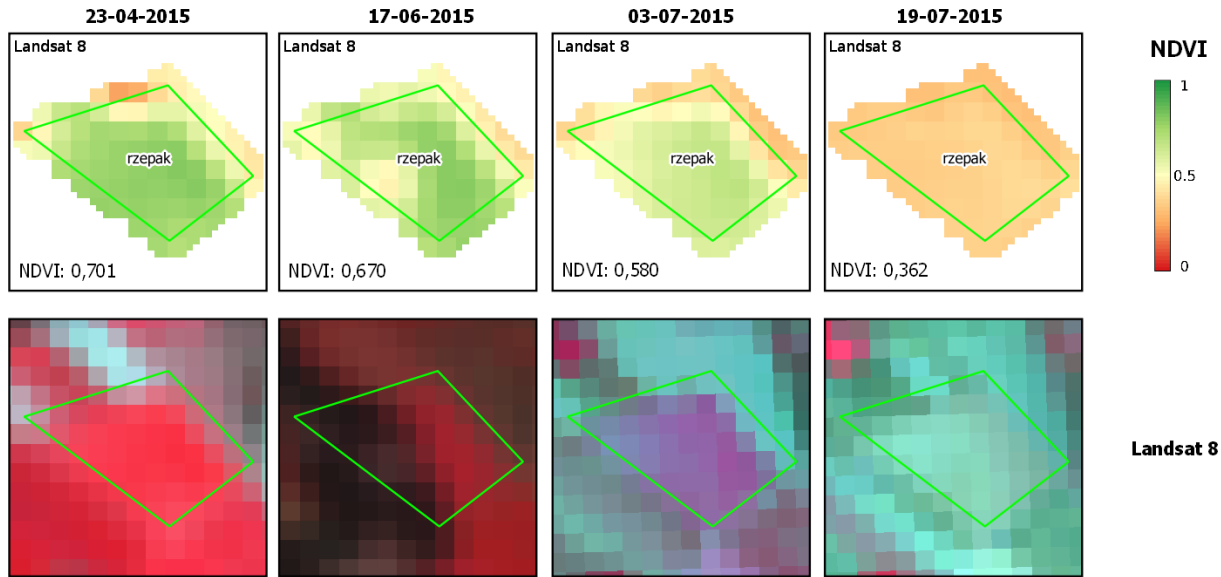 23-04-2015
17-06-2015
03-07-2015
19-07-2015
Landsat 8
Landsat 8
Landsat 8
Landsat 8
NDVI
1
0.5
0
rzepak
rzepak
rzepak
rzepak
NDVI: 0,701
NDVI: 0,670
NDVI: 0,580
NDVI: 0,362
Landsat 8